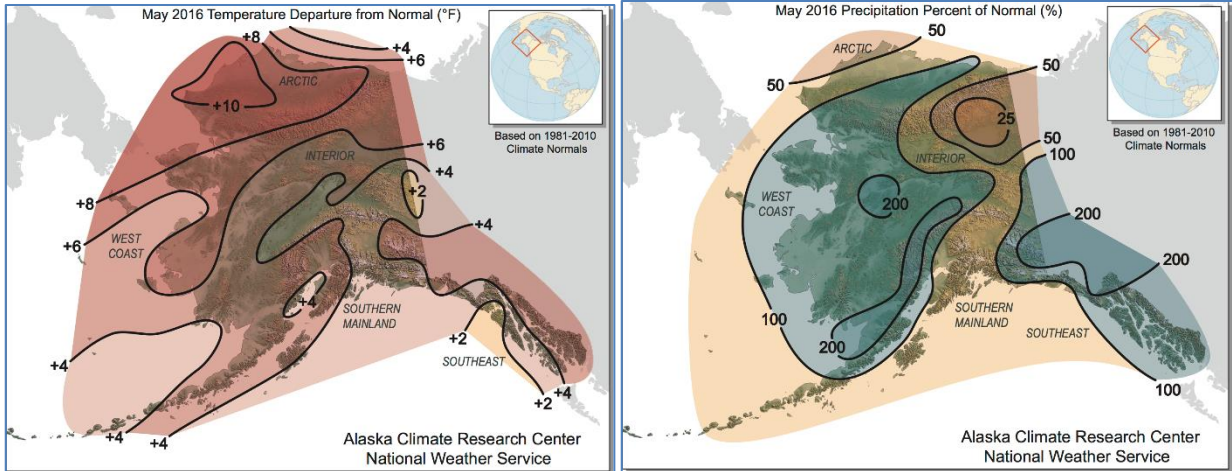 May 2016 Temperature Departure from Normal (°F)
+8
+4
+6
ARCTIC
+10
Based on 1981-2010
Climate Normals
+6
INTERIOR
+4
+2
+8
WEST
COAST
+6
+4
+4
SOUTHERN
MAINLAND
+2
SOUTHEAST
+4
+2
+4
+4
+4
Alaska Climate Research Center
National Weather Service
May 2016 Precipitation Percent of Normal (%)
50
ARCTIC
50
50
25
Based on 1981-2010
Climate Normals
50
100
INTERIOR
WEST
COAST
200
200
200
100
SOUTHERN
MAINLAND
SOUTHEAST
200
100
Alaska Climate Research Center
National Weather Service